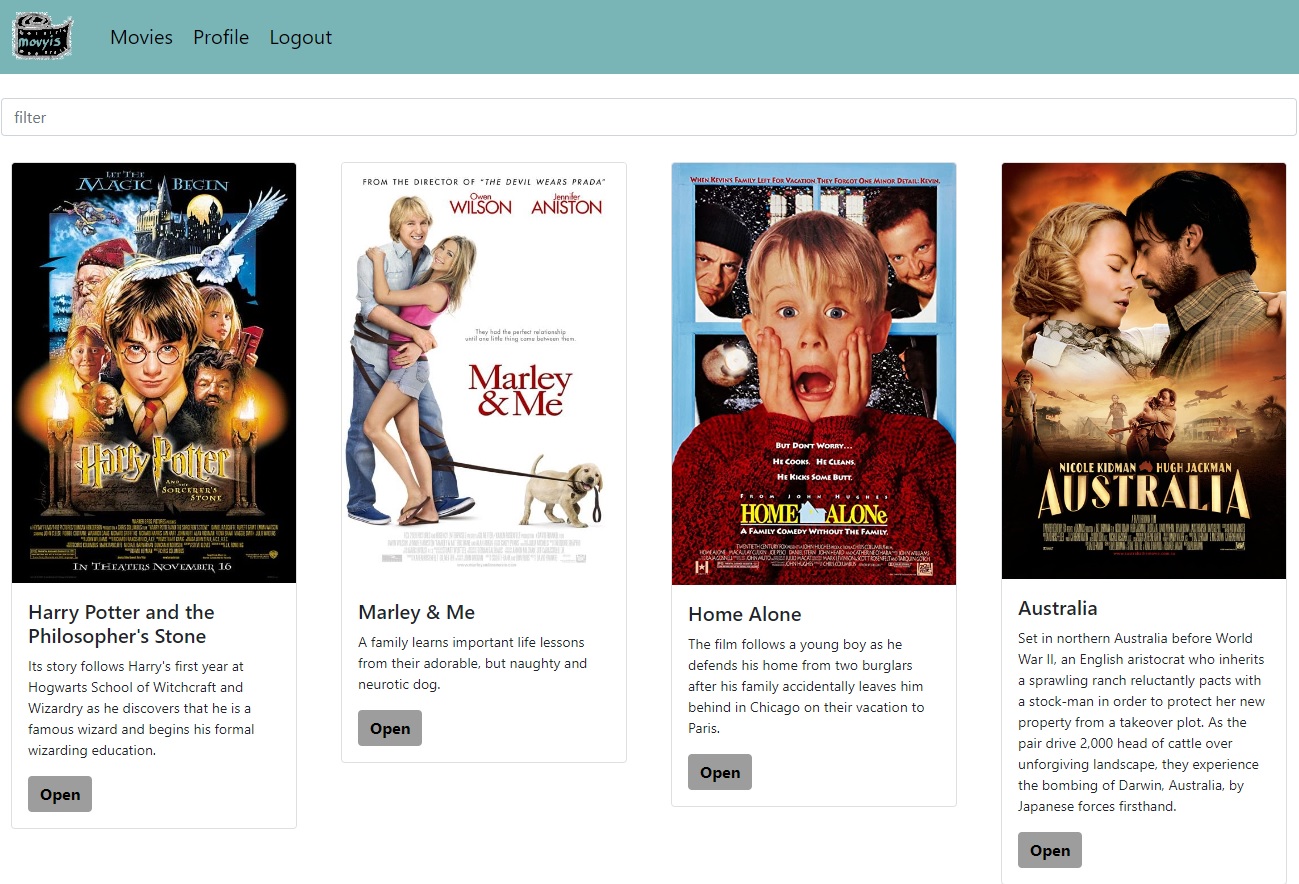 movyis
Movies Profile Logout
filter
LET THE
MAGIC BEGIN
Harry Potter
AND THE
SORCERER'S
STONE
IN THEATERS NOVEMBER 16
Harry Potter and the
Philosopher's Stone
Its story follows Harry's first year at
Hogwarts School of Witchcraft and
Wizardry as he discovers that he is a
famous wizard and begins his formal
wizarding education.
Open
FROM THE DIRECTOR OF "THE DEVIL WEARS PRADA"
Owen
WILSON
Jennifer
ANISTON
They had the perfect relationship
until one little thing came between them.
Marley
& Me
Marley & Me
A family learns important life lessons
from their adorable, but naughty and
neurotic dog.
Open
WHEN KEVIN'S FAMILY LEFT FOR VACATION THEY FORGOT ONE MINOR DETAIL: KEVIN.
BUT DON'T WORRY...
HE COOKS. HE CLEANS.
HE KICKS SOME BUTT.
FROM JOHN HUGHES
HOME ALONe
A FAMILY COMEDY WITHOUT THE FAMILY.
Home Alone
The film follows a young boy as he
defends his home from two burglars
after his family accidentally leaves him
behind in Chicago on their vacation to
Paris.
Open
NICOLE KIDMAN HUGH JACKMAN
AUSTRALIA
Australia
Set in northern Australia before World
War II, an English aristocrat who inherits
a sprawling ranch reluctantly pacts with
a stock-man in order to protect her new
property from a takeover plot. As the
pair drive 2,000 head of cattle over
unforgiving landscape, they experience
the bombing of Darwin, Australia, by
Japanese forces firsthand.
Open